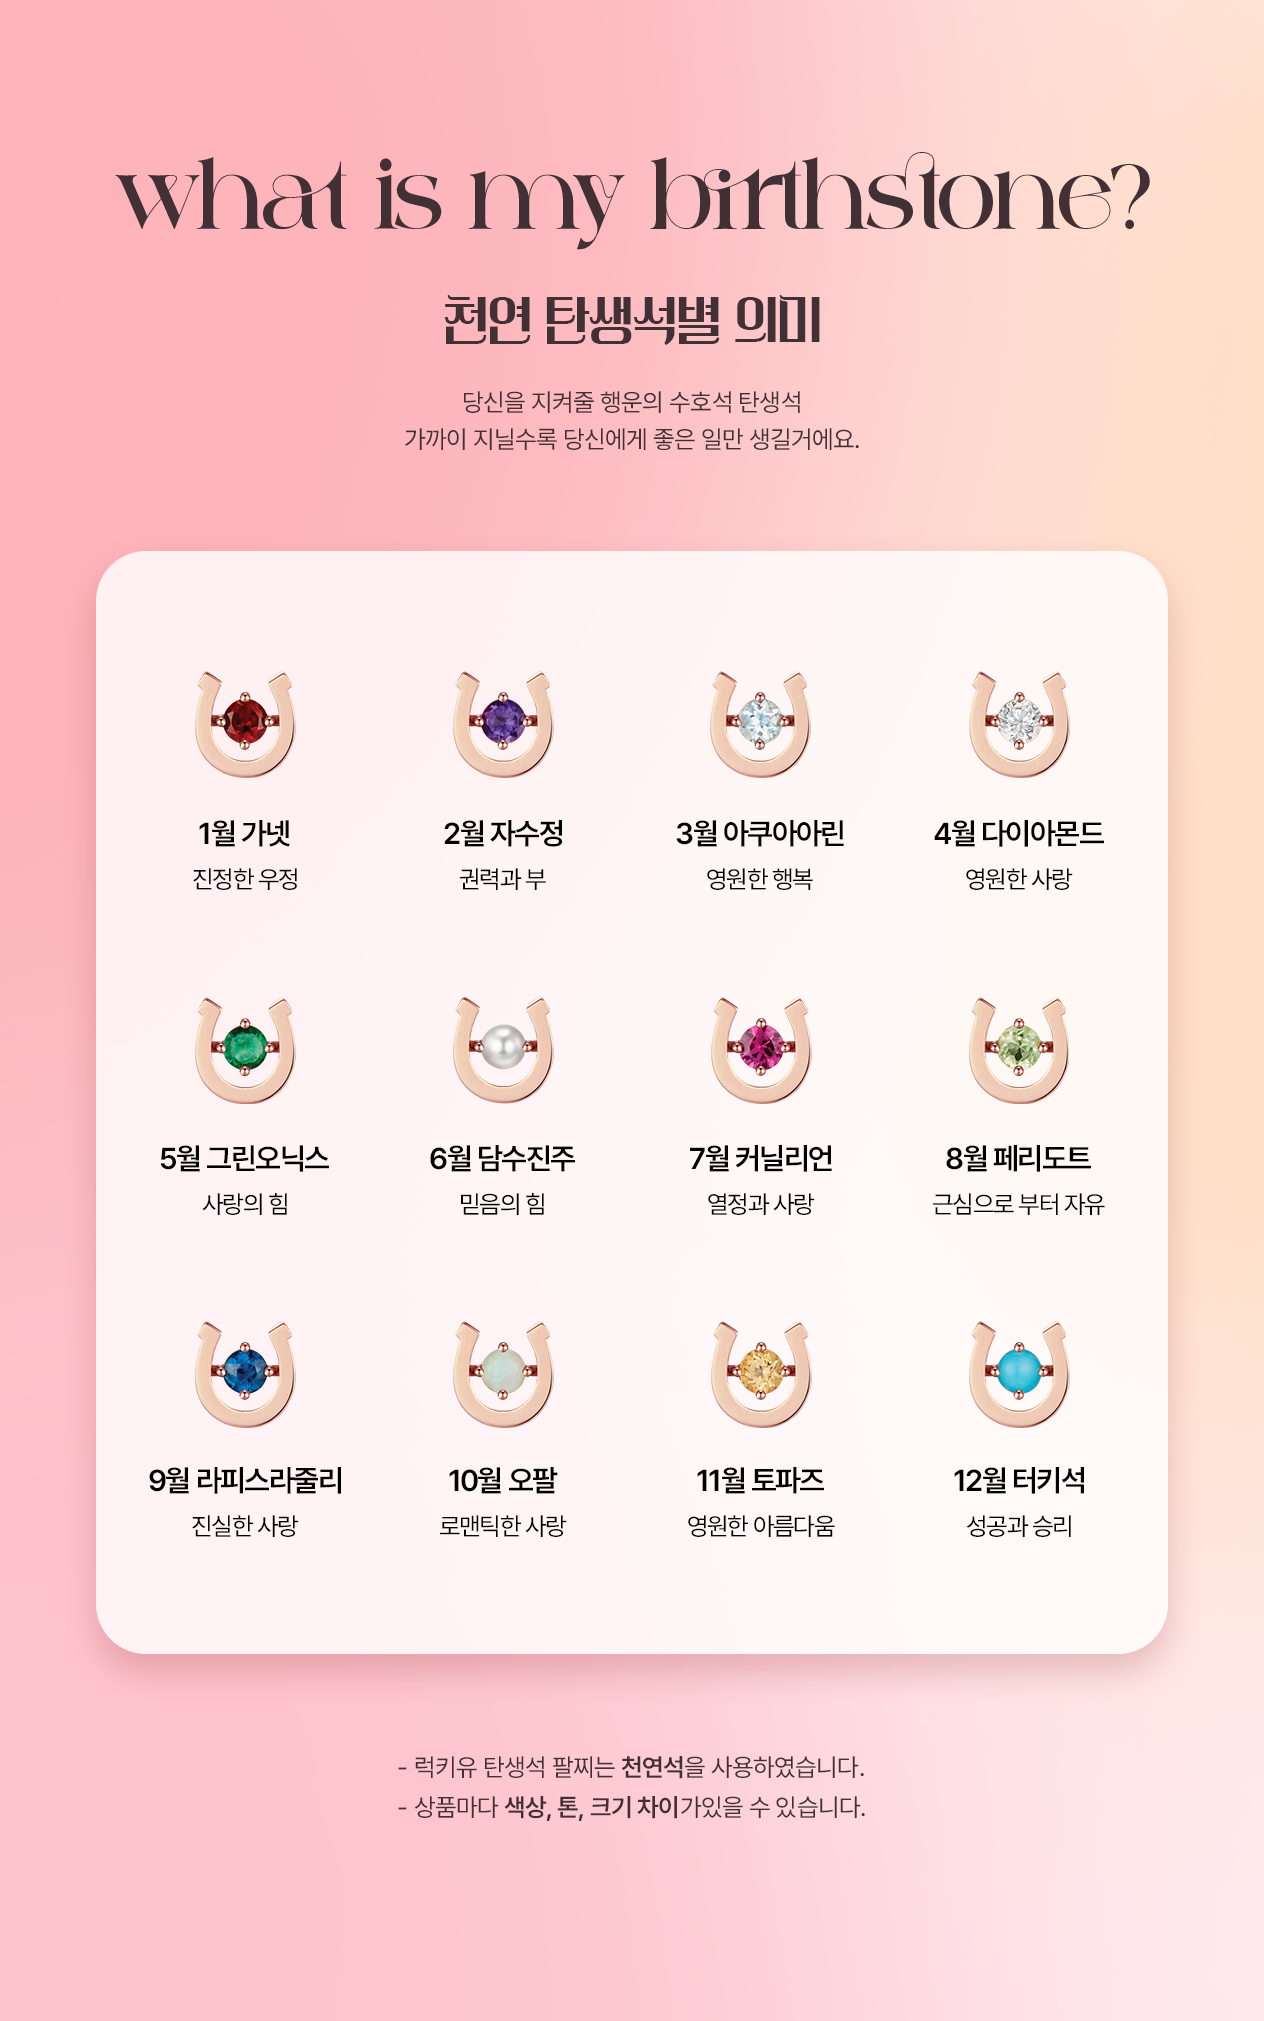 what is my birthstone?
천연 탄생석별 의미
당신을 지켜줄 행운의 수호석 탄생석
가까이 지닐수록 당신에게 좋은 일만 생길거에요.
1월 가넷
진정한 우정
2월 자수정
권력과 부
3월 아쿠아아린
영원한 행복
4월 다이아몬드
영원한 사랑
5월 그린오닉스
사랑의 힘
6월 담수진주
믿음의 힘
7월 커닐리언
열정과 사랑
8월 페리도트
근심으로 부터 자유
9월 라피스라줄리
진실한 사랑
10월 오팔
로맨틱한 사랑
11월 토파즈
영원한 아름다움
12월 터키석
성공과 승리
- 럭키유 탄생석 팔찌는 천연석을 사용하였습니다.
- 상품마다 색상, 톤, 크기 차이가있을 수 있습니다.